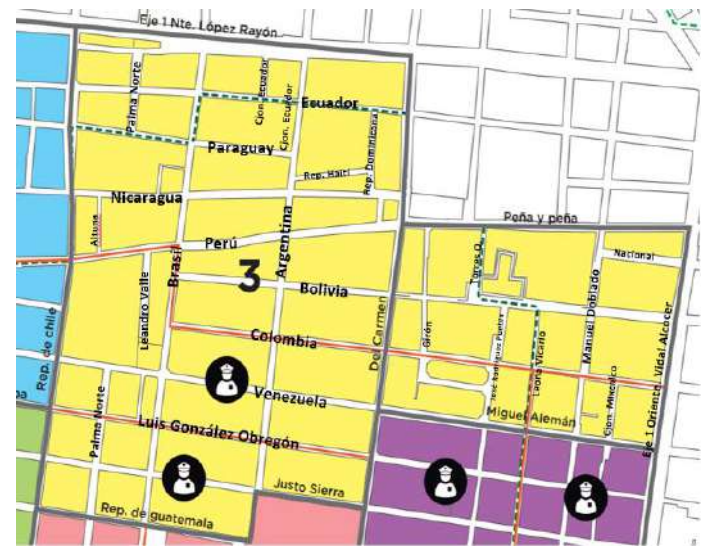 Eje 1 Nte. López Rayón
Palma Norte
Cjon. Ecuador
Cjon. Ecuador
Ecuador
Rep. Dominicana
Paraguay
Rep. Haití
Nicaragua
Peña y peña
Altuna
Perú
Argentina
Brasil
3
Torres Q.
Nacional
Bolivia
Leandro Valle
Manuel Doblado
Rep. de chile
Colombia
Del Carmen
Girón
Leona Vicario
Eje 1 Oriente. Vidal Alcocer
Venezuela
Palma Norte
Miguel Alemán
Cjon. Mixcalco
Luis González Obregón
Justo Sierra
Rep. de guatemala